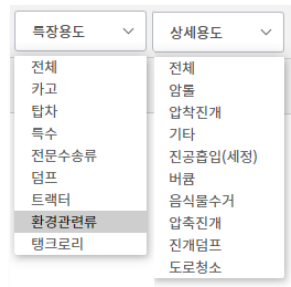 특장용도
전체
카고
탑차
특수
전문수송류
덤프
트랙터
환경관련류
탱크로리
상세용도
전체
암롤
압착진개
기타
진공흡입(세정)
버큠
음식물수거
압축진개
진개덤프
도로청소